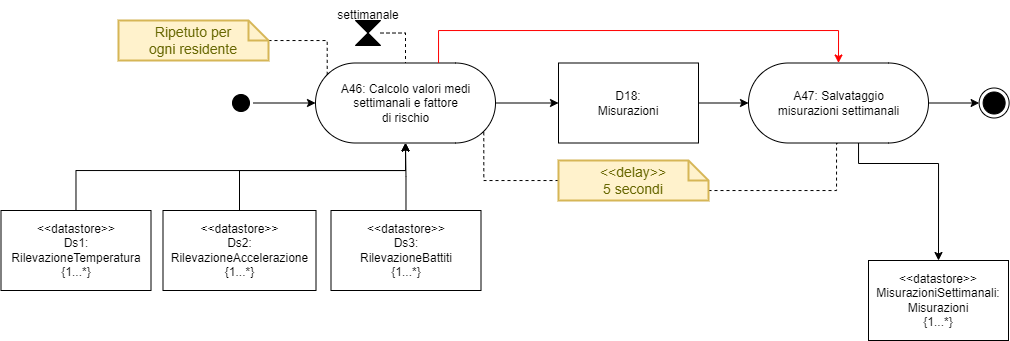 settimanale
Ripetuto per
ogni residente
A46: Calcolo valori medi
settimanali e fattore
di rischio
D18:
Misurazioni
A47: Salvataggio
misurazioni settimanali
<<delay>>
5 secondi
<<datastore>>
Ds1:
RilevazioneTemperatura
{1...*}
<<datastore>>
Ds2:
RilevazioneAccelerazione
{1...*}
<<datastore>>
Ds3:
RilevazioneBattiti
{1...*}
<<datastore>>
MisurazioniSettimanali:
Misurazioni
{1...*}